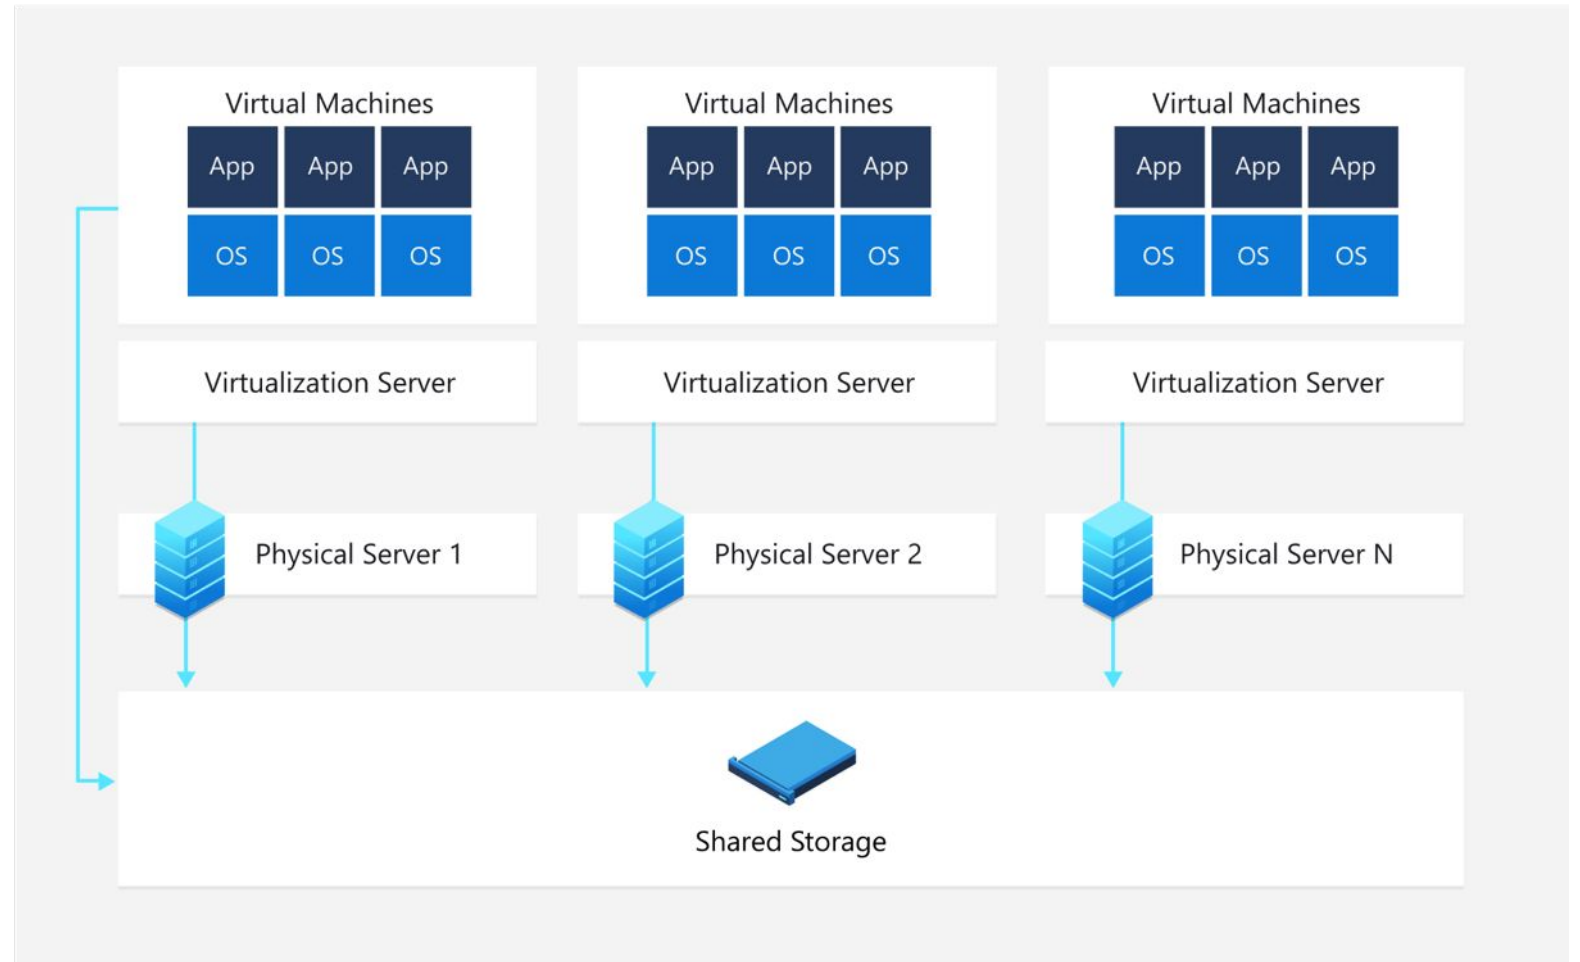 Virtual Machines
App App App
OS OS OS
Virtual Machines
App App App
OS OS OS
Virtual Machines
App App App
OS OS OS
Virtualization Server
Virtualization Server
Virtualization Server
Physical Server 1
Physical Server 2
Physical Server N
Shared Storage